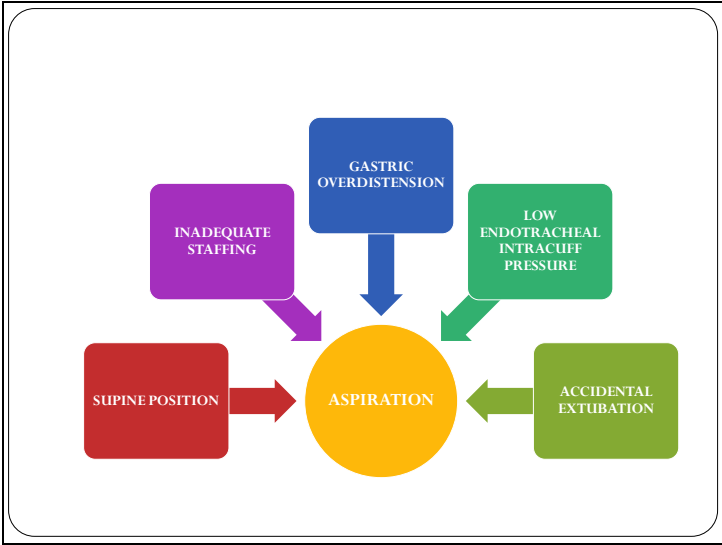 GASTRIC
OVERDISTENSION
INADEQUATE
STAFFING
LOW
ENDOTRACHEAL
INTRACUFF
PRESSURE
SUPINE POSITION
ASPIRATION
ACCIDENTAL
EXTUBATION